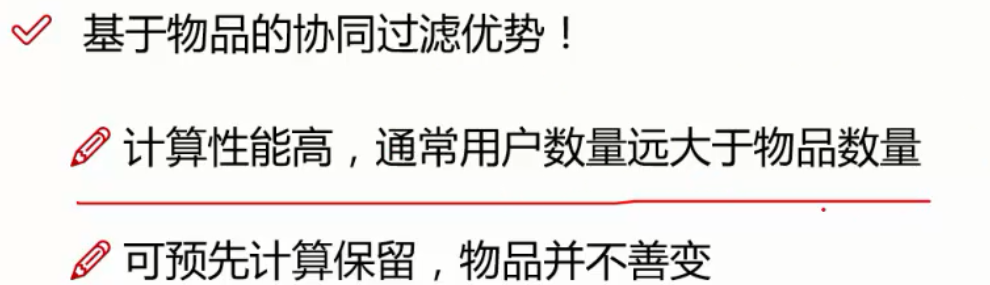 基于物品的协同过滤优势！
计算性能高，通常用户数量远大于物品数量
可预先计算保留，物品并不善变